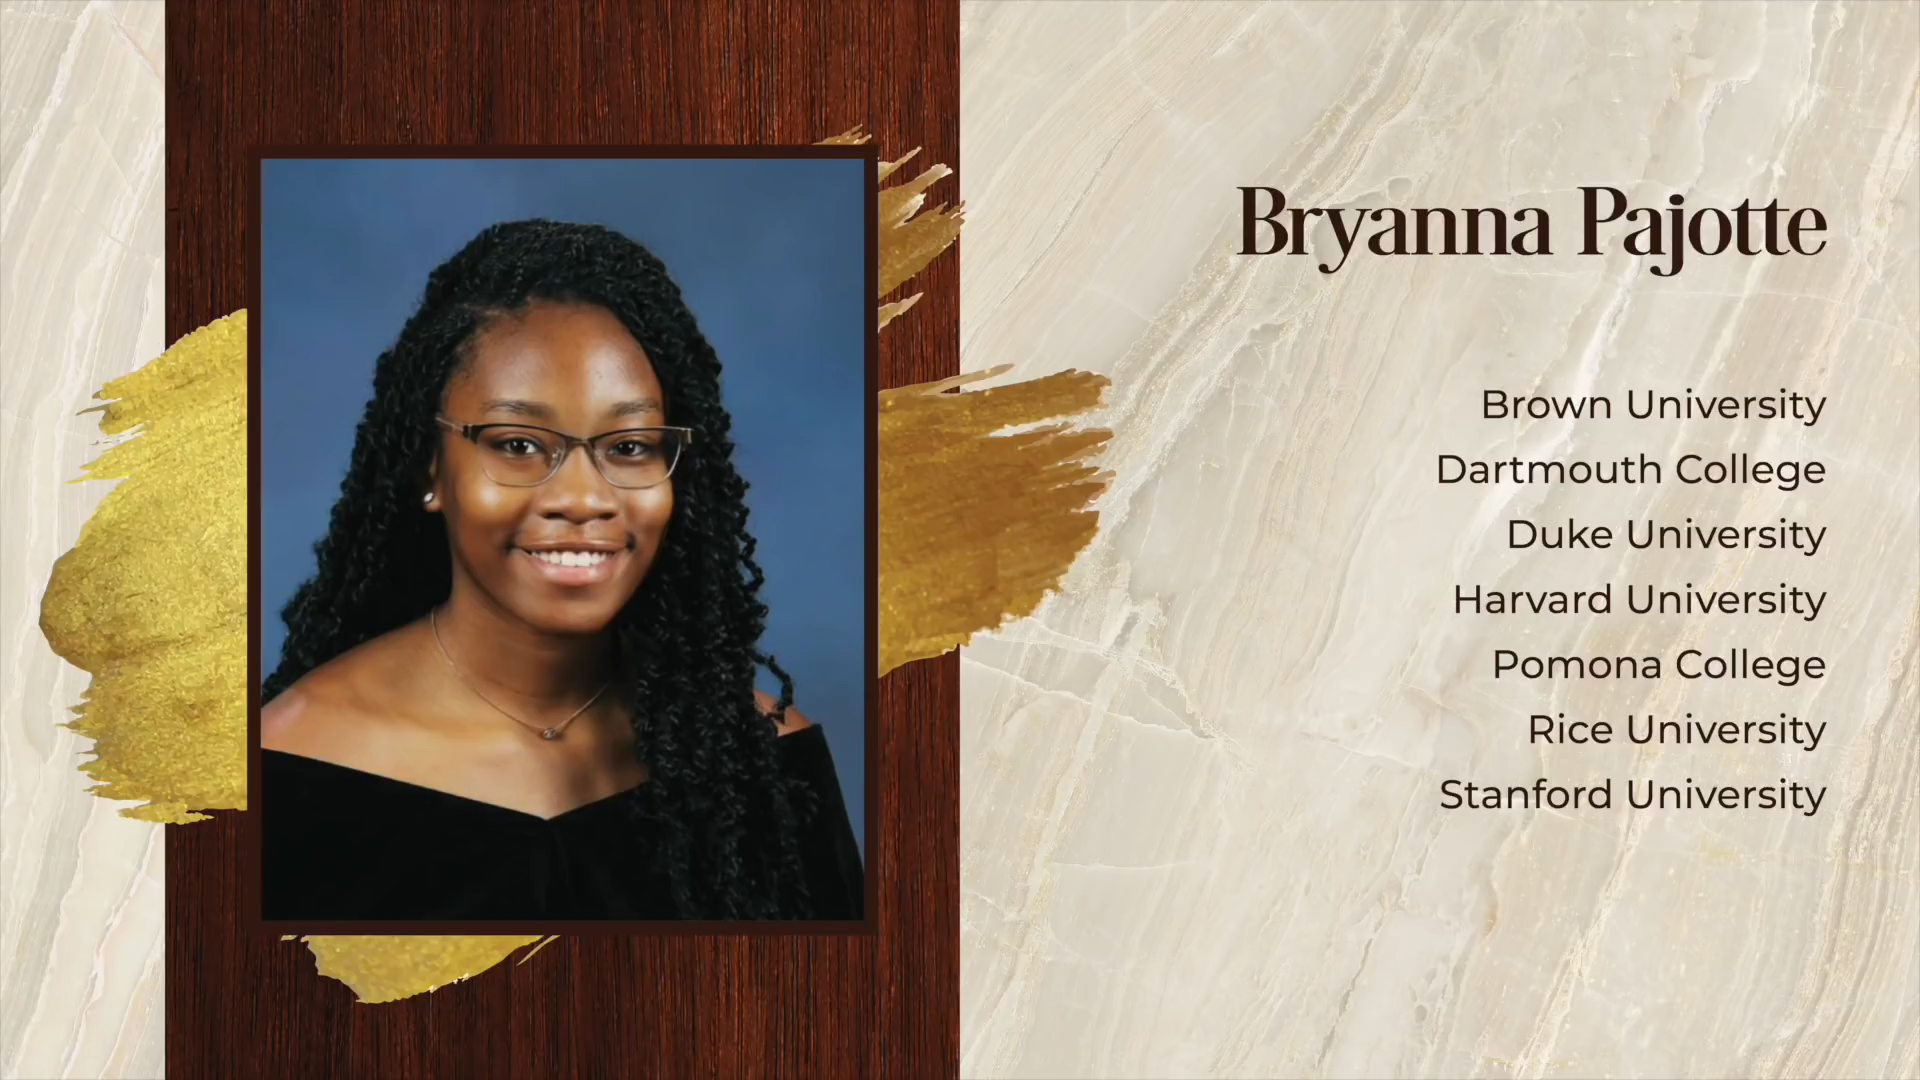 Bryanna Pajotte
Brown University
Dartmouth College
Duke University
Harvard University
Pomona College
Rice University
Stanford University